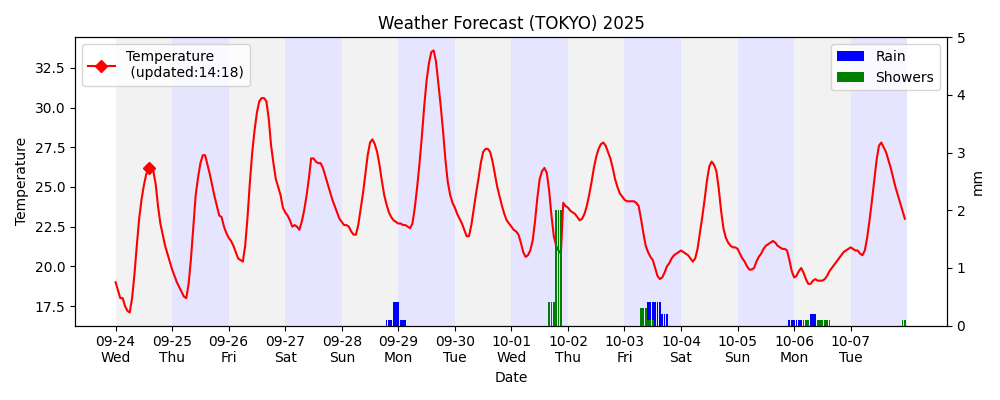 Weather Forecast (TOKYO) 2025
Temperature
(updated:14:18)
Rain
Showers
Temperature
32.5
30.0
27.5
25.0
22.5
20.0
17.5
5
4
3
2
1
0
mm
09-24 09-25 09-26 09-27 09-28 09-29 09-30 10-01 10-02 10-03 10-04 10-05 10-06 10-07
Wed Thu Fri Sat Sun Mon Tue Wed Thu Fri Sat Sun Mon Tue
Date